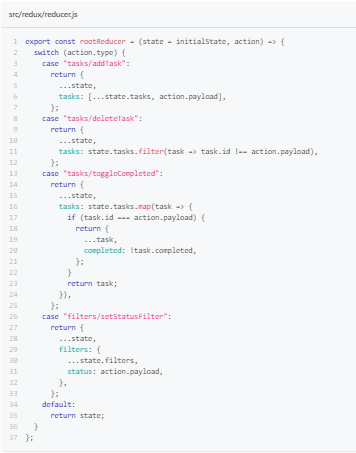 src/redux/reducer.js
1 export const rootReducer = (state = initialState, action) => {
2   switch (action.type) {
3     case "tasks/addTask":
4       return {
5         ...state,
6         tasks: [...state.tasks, action.payload],
7       };
8     case "tasks/deleteTask":
9       return {
10         ...state,
11         tasks: state.tasks.filter(task => task.id !== action.payload),
12       };
13     case "tasks/toggleCompleted":
14       return {
15         ...state,
16         tasks: state.tasks.map(task => {
17           if (task.id === action.payload) {
18             return {
19               ...task,
20               completed: !task.completed,
21             };
22           }
23           return task;
24         }),
25       };
26     case "filters/setStatusFilter":
27       return {
28         ...state,
29         filters: {
30           ...state.filters,
31           status: action.payload,
32         },
33       };
34     default:
35       return state;
36   }
37 };